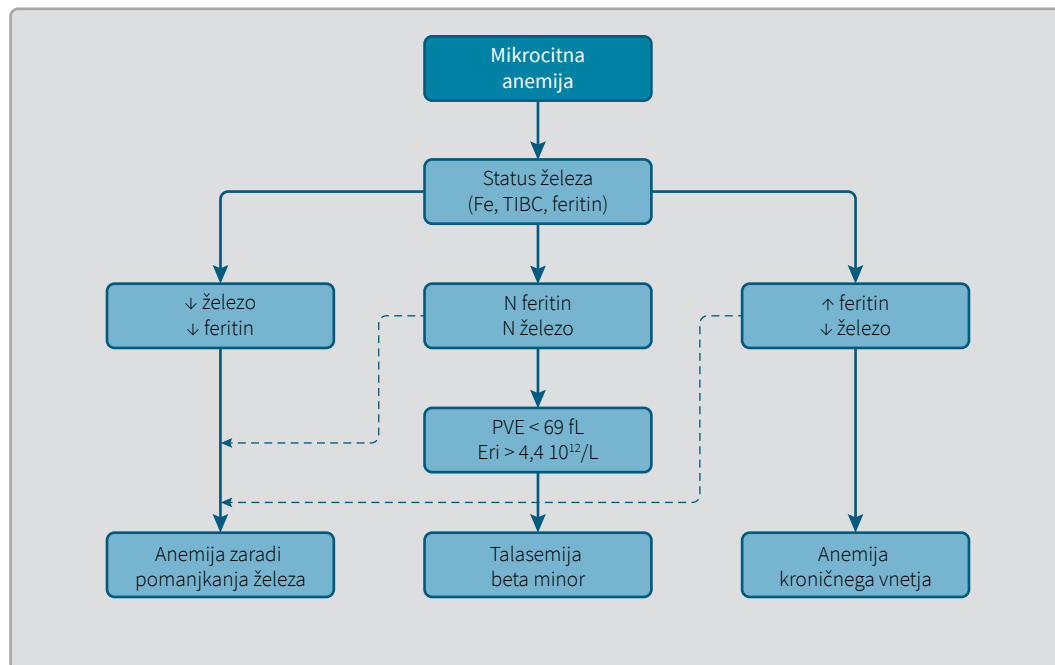 Mikrocitna
anemija
Status železa
(Fe, TIBC, feritin)
↓ železo
↓ feritin
N feritin
N železo
↑ feritin
↓ železo
PVE < 69 fL
Eri > 4,4 10¹²/L
Anemija zaradi
pomanjkanja železa
Talasemija
beta minor
Anemija
kroničnega vnetja